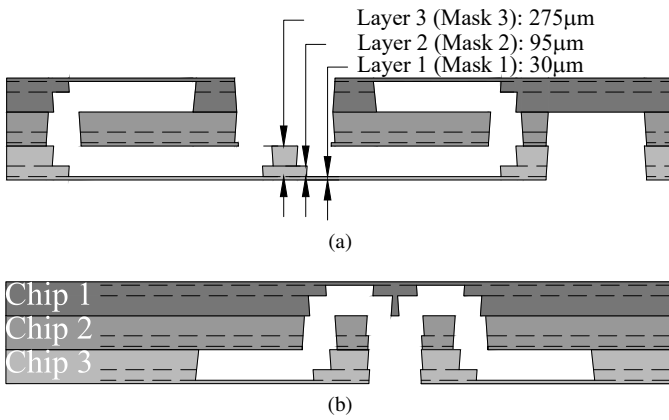 Layer 3 (Mask 3): 275μm
Layer 2 (Mask 2): 95μm
Layer 1 (Mask 1): 30μm
(a)
Chip 1
Chip 2
Chip 3
(b)